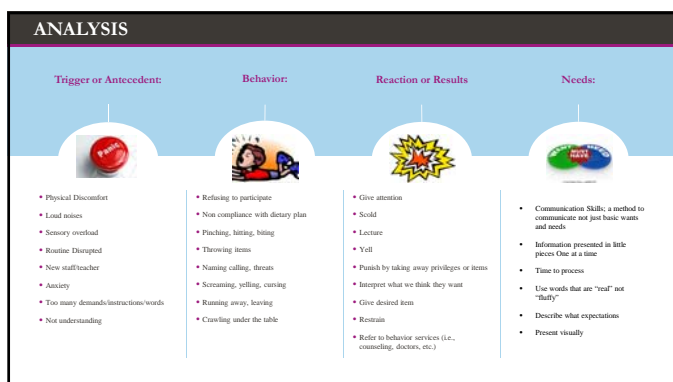 ANALYSIS
Trigger or Antecedent:
Panic
• Physical Discomfort
• Loud noises
• Sensory overload
• Routine Disrupted
• New staff/teacher
• Anxiety
• Too many demands/instructions/words
• Not understanding
Behavior:
• Refusing to participate
• Non compliance with dietary plan
• Pinching, hitting, biting
• Throwing items
• Naming calling, threats
• Screaming, yelling, cursing
• Running away, leaving
• Crawling under the table
Reaction or Results
• Give attention
• Scold
• Lecture
• Yell
• Punish by taking away privileges or items
• Interpret what we think they want
• Give desired item
• Restrain
• Refer to behavior services (i.e.,
counseling, doctors, etc.)
Needs:
WANT
NEED
MUST
HAVE
• Communication Skills; a method to
communicate not just basic wants
and needs
• Information presented in little
pieces One at a time
• Time to process
• Use words that are “real” not
“fluffy”
• Describe what expectations
• Present visually